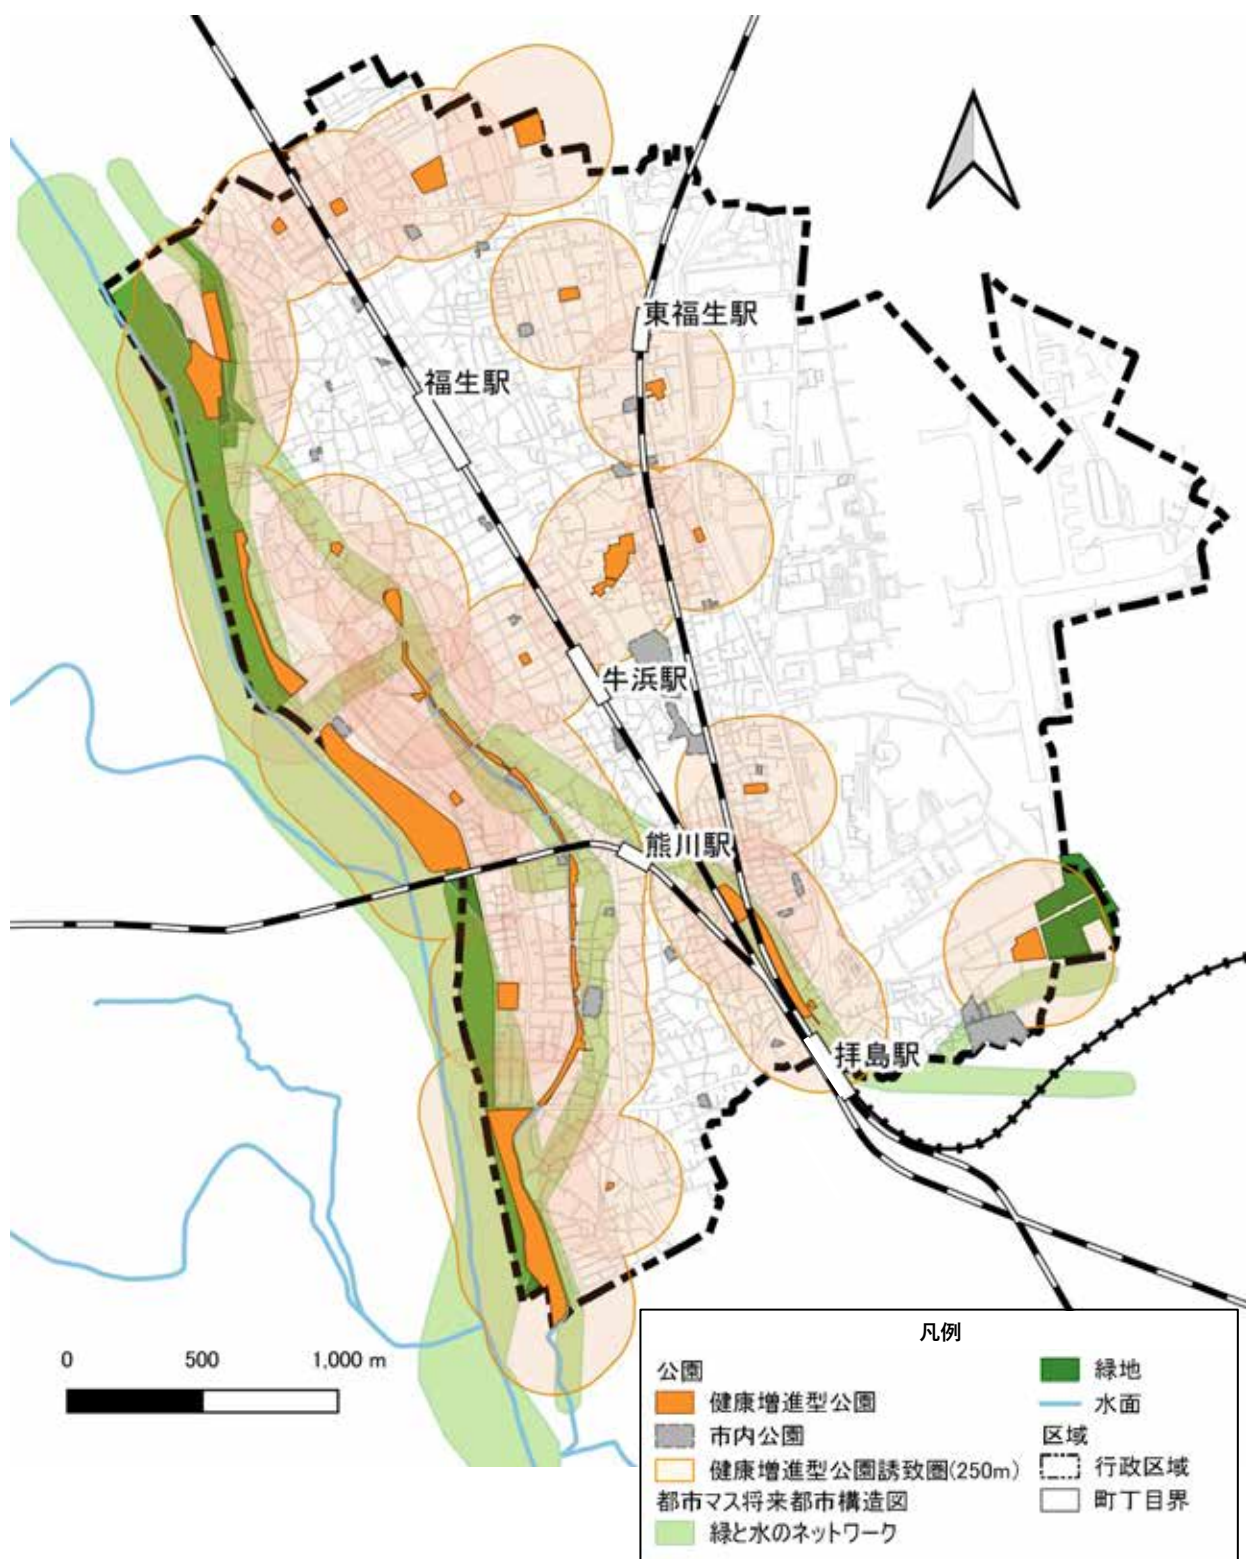 東福生駅
福生駅
牛浜駅
熊川駅
拝島駅
0 500 1,000 m
凡例
公園
健康増進型公園
市内公園
健康増進型公園誘致圏(250m)
都市マス将来都市構造図
緑と水のネットワーク
緑地
水面
区域
行政区域
町丁目界